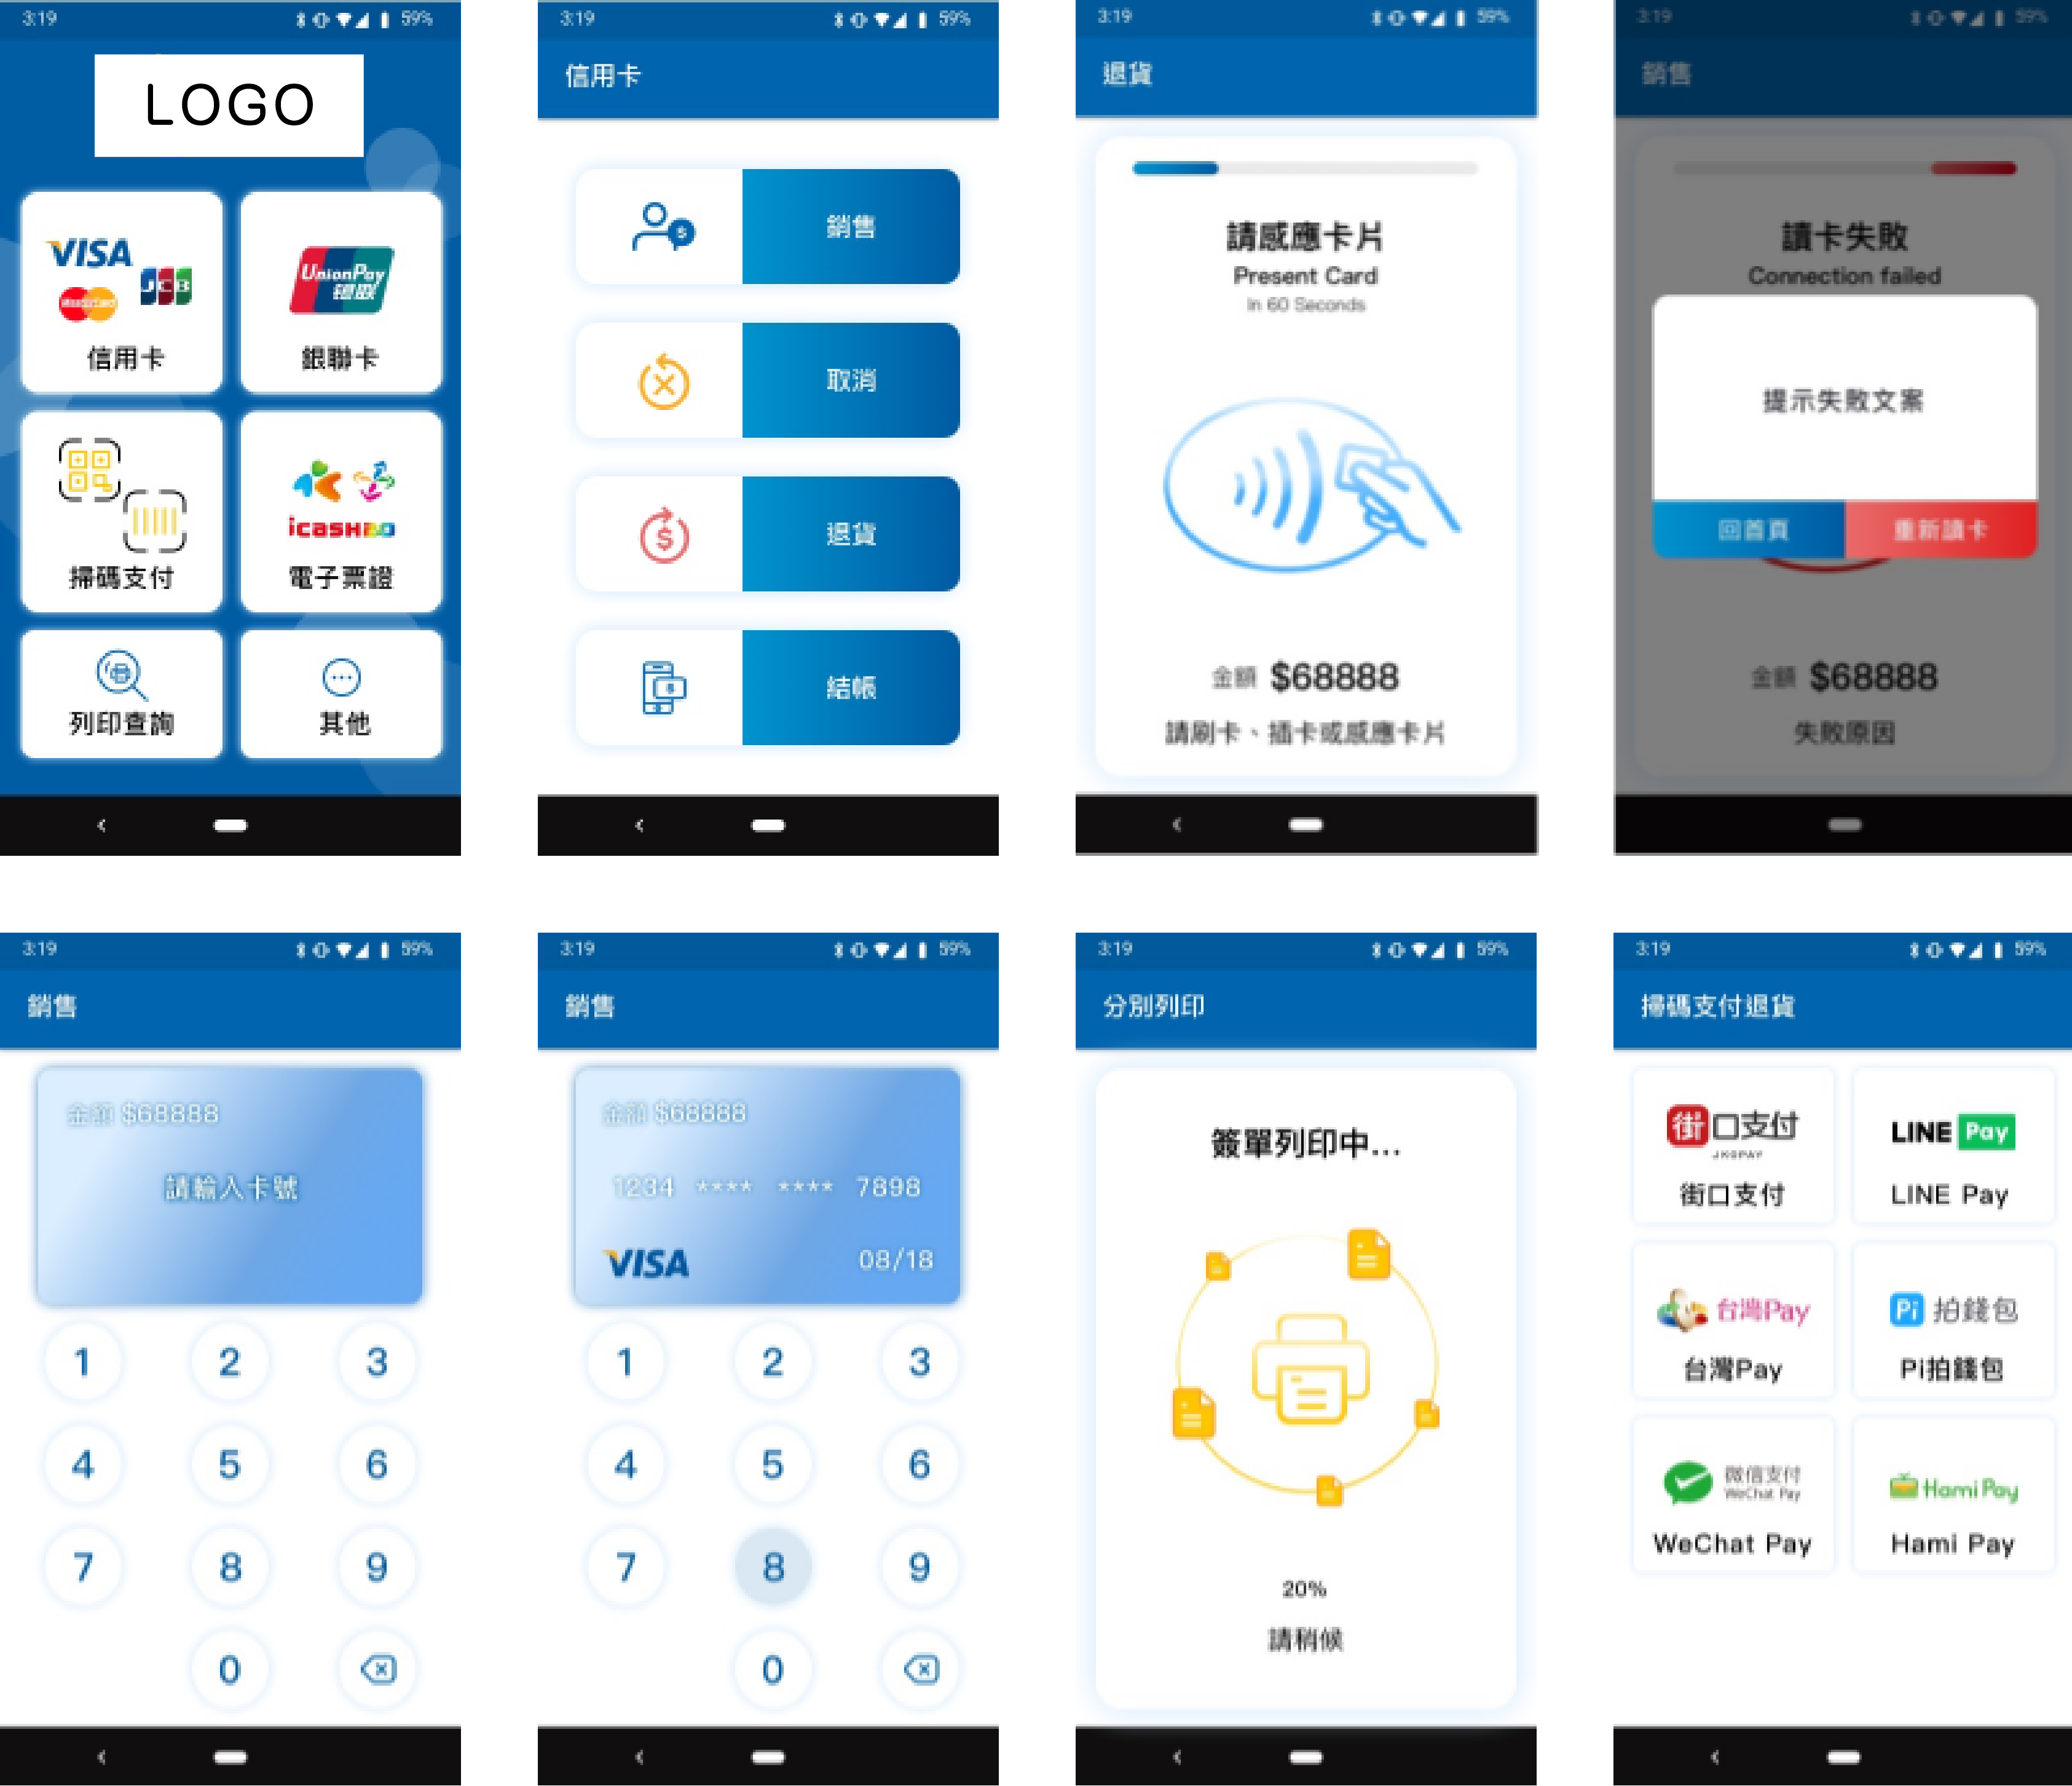 3:19
59%
LOGO
VISA
MasterCard
JCB
信用卡
UnionPay
银联
銀聯卡
掃碼支付
icash2.0
電子票證
列印查詢
其他
3:19
59%
信用卡
銷售
取消
退貨
結帳
3:19
59%
退貨
請感應卡片
Present Card
In 60 Seconds
金額 $68888
請刷卡、插卡或感應卡片
3:19
59%
銷售
讀卡失敗
Connection failed
提示失敗文案
回首頁
重新讀卡
金額 $68888
失敗原因
3:19
59%
銷售
金額 $68888
請輸入卡號
1 2 3
4 5 6
7 8 9
0
3:19
59%
銷售
金額 $68888
1234 **** **** 7898
VISA
08/18
1 2 3
4 5 6
7 8 9
0
3:19
59%
分別列印
簽單列印中...
20%
請稍候
3:19
59%
掃碼支付退貨
街口支付
JKOPAY
街口支付
LINE Pay
LINE Pay
台灣Pay
台灣Pay
Pi 拍錢包
Pi拍錢包
微信支付
WeChat Pay
WeChat Pay
Hami Pay
Hami Pay